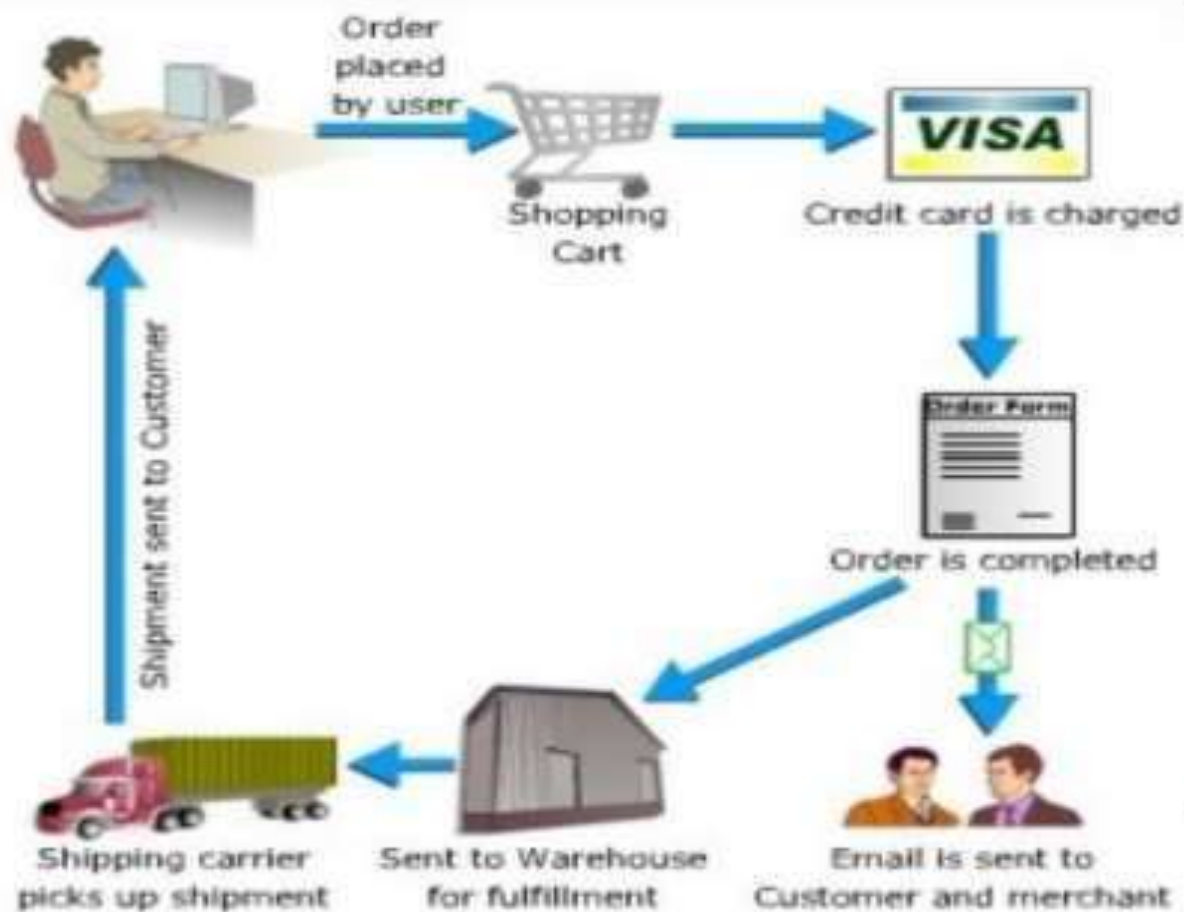 Order
placed
by user
VISA
Shopping
Cart
Credit card is charged
Order Form
Order is completed
Shipment sent to Customer
Shipping carrier
picks up shipment
Sent to Warehouse
for fulfillment
Email is sent to
Customer and merchant